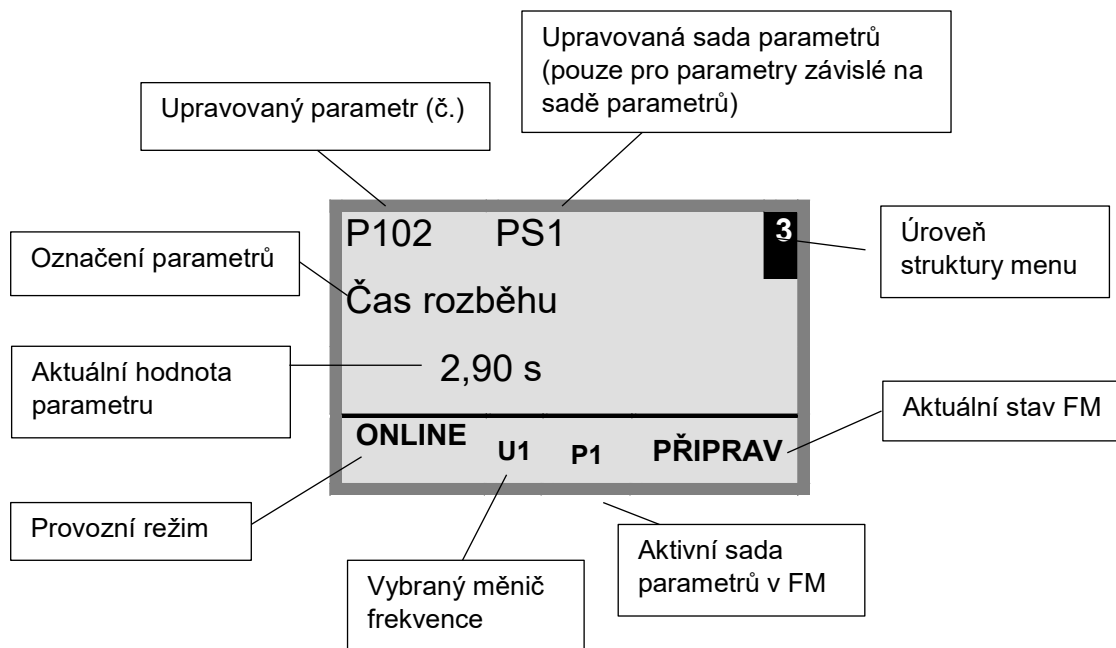 Upravovaná sada parametrů
(pouze pro parametry závislé na
sadě parametrů)
Upravovaný parametr (č.)
P102 PS1 3
Úroveň
struktury menu
Označení parametrů
Čas rozběhu
Aktuální hodnota
parametru
2,90 s
Aktuální stav FM
ONLINE U1 P1 PŘIPRAV
Provozní režim
Aktivní sada
parametrů v FM
Vybraný měnič
frekvence